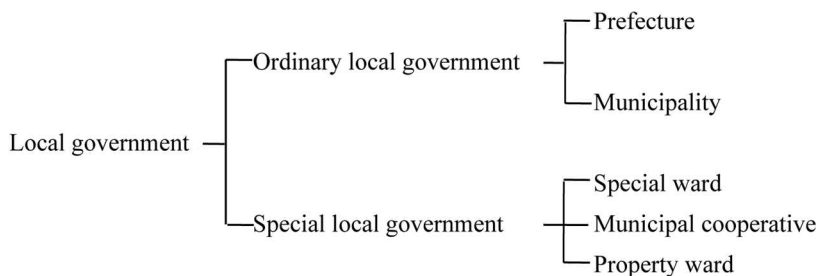 Prefecture
Ordinary local government
Municipality
Local government
Special ward
Special local government
Municipal cooperative
Property ward